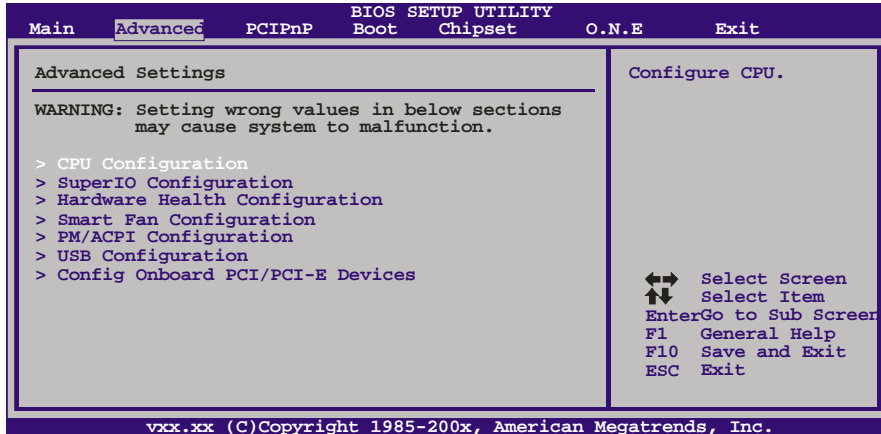 BIOS SETUP UTILITY
Main Advanced PCIPnP Boot Chipset O.N.E Exit
Advanced Settings
WARNING: Setting wrong values in below sections
may cause system to malfunction.
> CPU Configuration
> SuperIO Configuration
> Hardware Health Configuration
> Smart Fan Configuration
> PM/ACPI Configuration
> USB Configuration
> Config Onboard PCI/PCI-E Devices
Configure CPU.
Select Screen
Select Item
EnterGo to Sub Screen
F1 General Help
F10 Save and Exit
ESC Exit
vxx.xx (C)Copyright 1985-200x, American Megatrends, Inc.